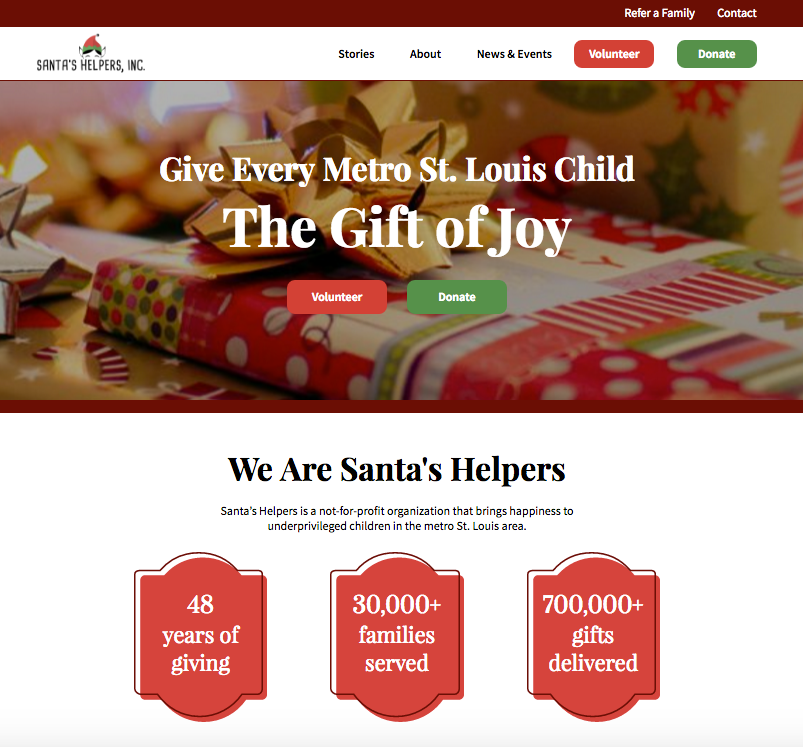 Refer a Family Contact
SANTA'S HELPERS, INC.
Stories About News & Events Volunteer Donate
Give Every Metro St. Louis Child
The Gift of Joy
Volunteer Donate
We Are Santa's Helpers
Santa's Helpers is a not-for-profit organization that brings happiness to
underprivileged children in the metro St. Louis area.
48
years of
giving
30,000+
families
served
700,000+
gifts
delivered